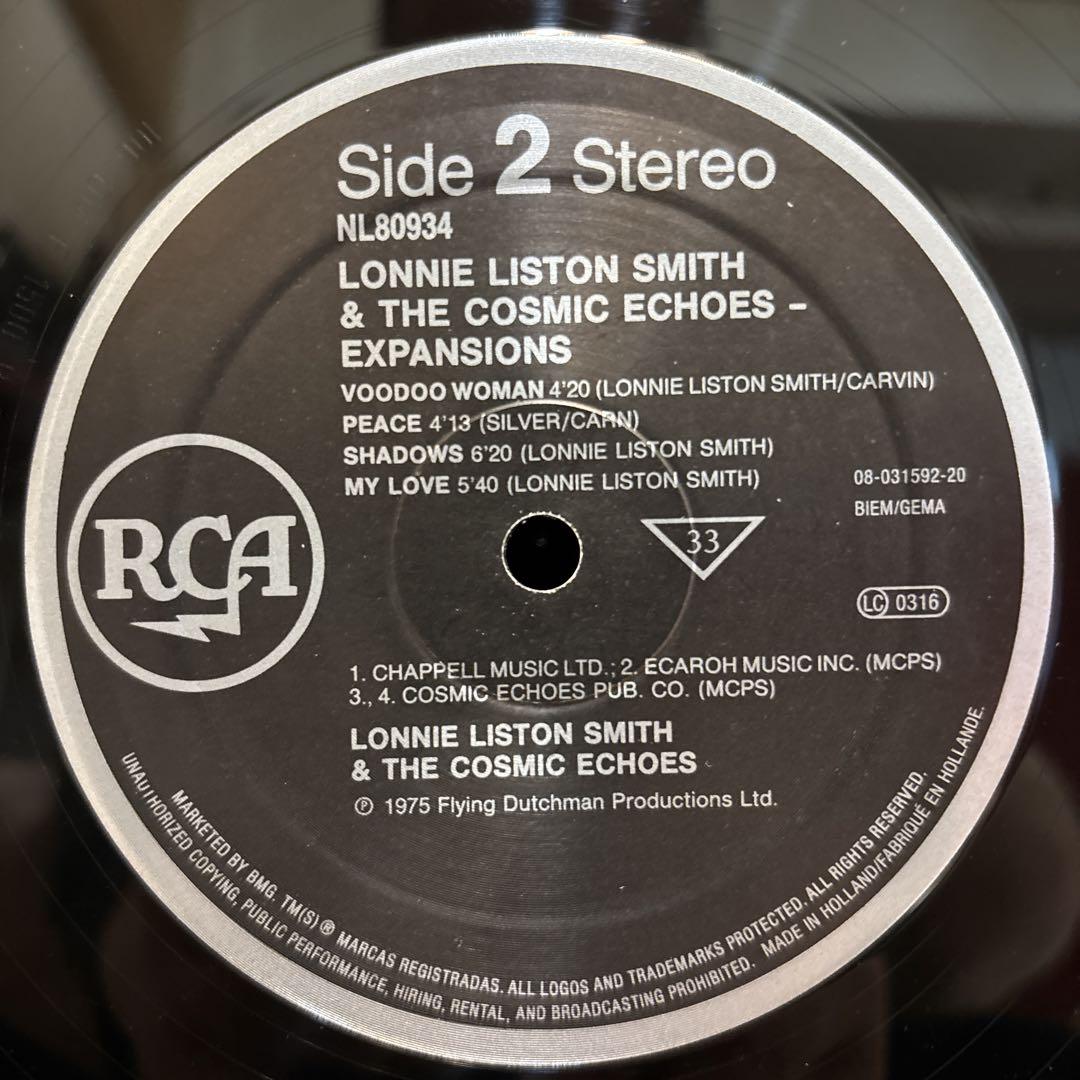 Side 2 Stereo
NL80934
LONNIE LISTON SMITH
& THE COSMIC ECHOES –
EXPANSIONS
VOODOO WOMAN 4'20 (LONNIE LISTON SMITH/CARVIN)
PEACE 4'13 (SILVER/CARN)
SHADOWS 6'20 (LONNIE LISTON SMITH)
MY LOVE 5'40 (LONNIE LISTON SMITH)
08-031592-20
BIEM/GEMA
RCA
33
LC 0316
1. CHAPPELL MUSIC LTD.; 2. ECAROH MUSIC INC. (MCPS)
3., 4. COSMIC ECHOES PUB. CO. (MCPS)
LONNIE LISTON SMITH
& THE COSMIC ECHOES
℗ 1975 Flying Dutchman Productions Ltd.
MARKETED BY BMG. TM(S) ® MARCAS REGISTRADAS. ALL LOGOS AND TRADEMARKS PROTECTED. ALL RIGHTS RESERVED.
UNAUTHORIZED COPYING, PUBLIC PERFORMANCE, HIRING, RENTAL, AND BROADCASTING PROHIBITED. MADE IN HOLLAND/FABRIQUÉ EN HOLLANDE.